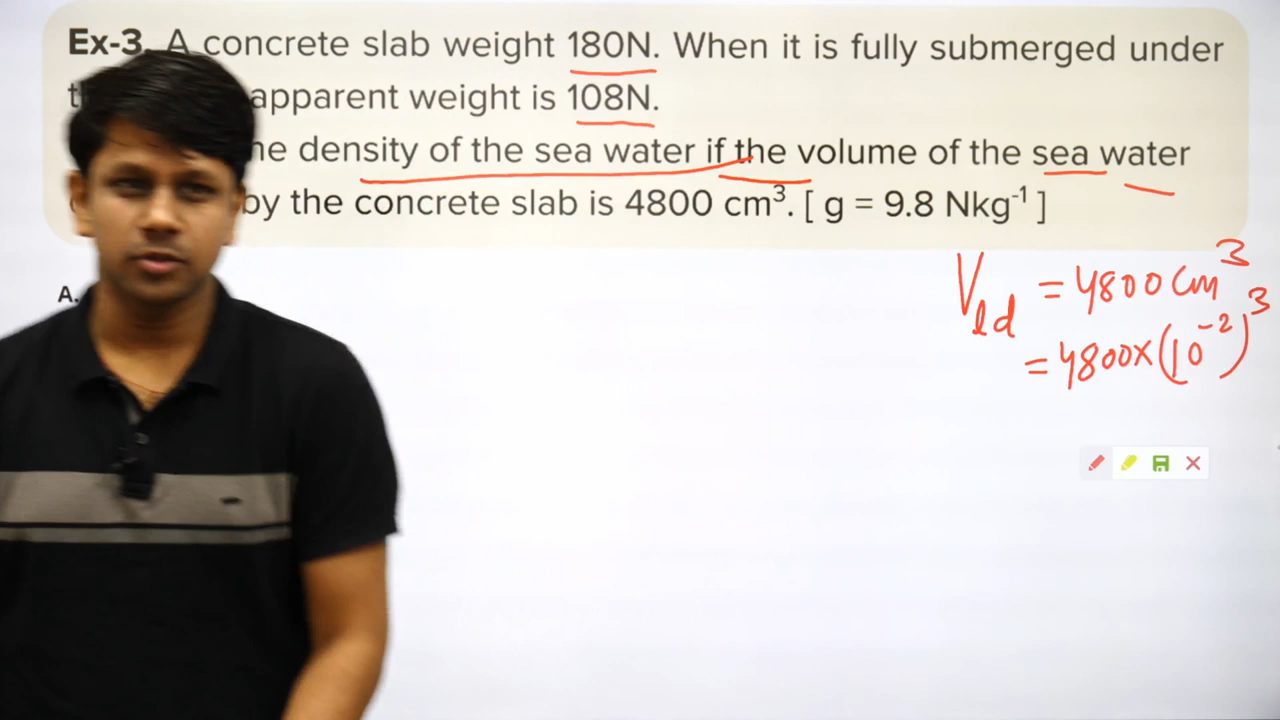 Ex-3. A concrete slab weight 180N. When it is fully submerged under
apparent weight is 108N.
density of the sea water if the volume of the sea water
by the concrete slab is 4800 cm³. [ g = 9.8 Nkg⁻¹ ]
A.
V_ld = 4800 cm³
= 4800 x (10⁻²)³